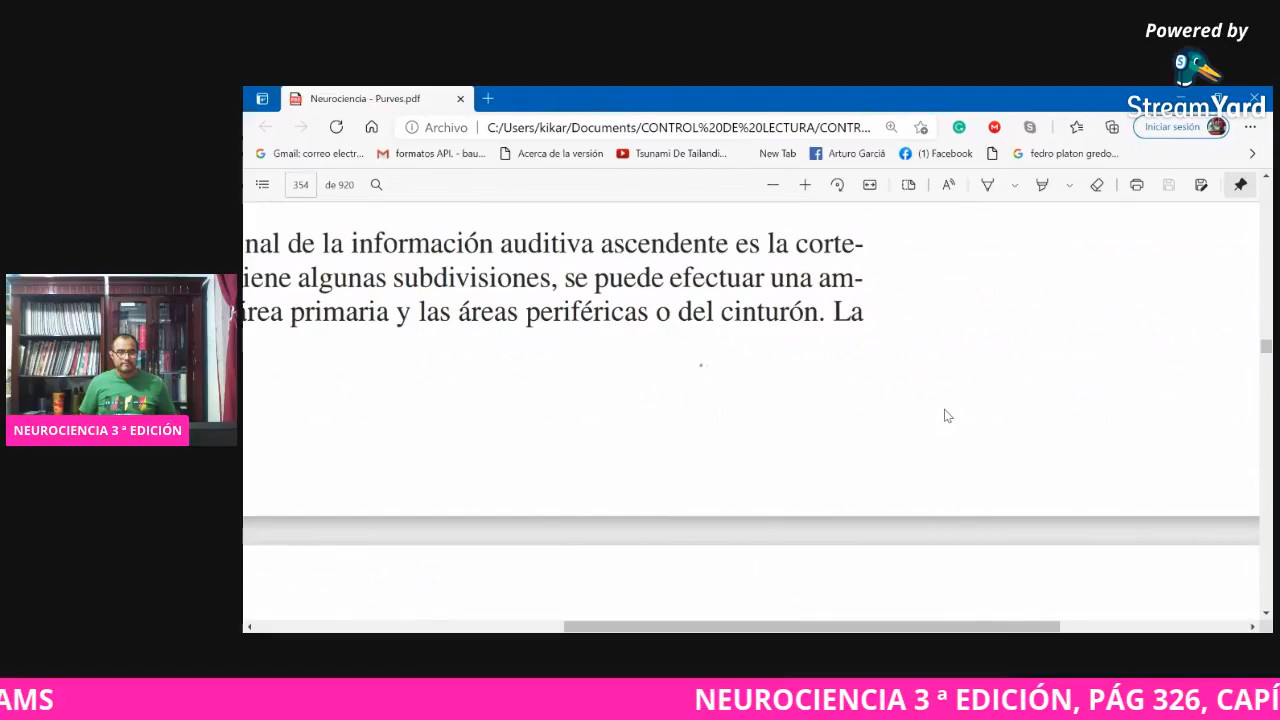 Powered by
StreamYard
Neurociencia - Purves.pdf
Archivo
C:/Users/kikar/Documents/CONTROL%20DE%20LECTURA/CONTR...
Iniciar sesión
Gmail: correo electr...
formatos API. - bau...
Acerca de la versión
Tsunami De Tailandi...
New Tab
Arturo Garcia
(1) Facebook
fedro platon gredo...
354
de 920
nal de la información auditiva ascendente es la corte-
iene algunas subdivisiones, se puede efectuar una am-
área primaria y las áreas periféricas o del cinturón. La
NEUROCIENCIA 3 ª EDICIÓN
AMS
NEUROCIENCIA 3 ª EDICIÓN, PÁG 326, CAPÍ